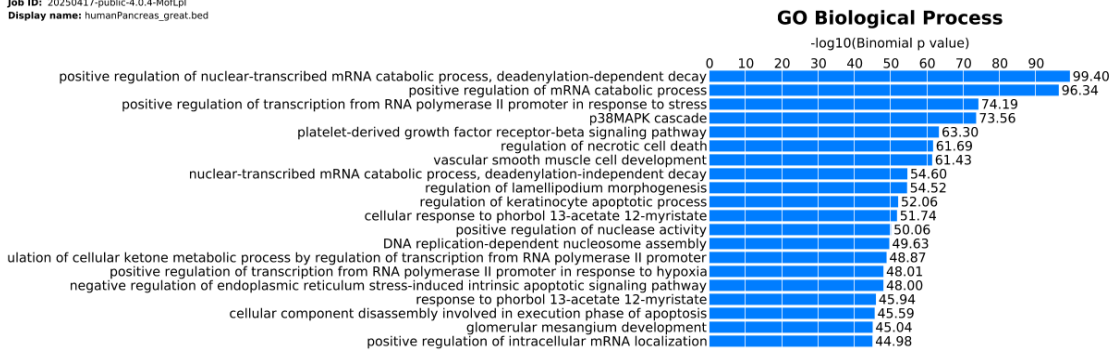 Job ID: 20250417-public-4.0.4-MofLpl
Display name: humanPancreas_great.bed
GO Biological Process
-log10(Binomial p value)
0 10 20 30 40 50 60 70 80 90
positive regulation of nuclear-transcribed mRNA catabolic process, deadenylation-dependent decay 99.40
positive regulation of mRNA catabolic process 96.34
positive regulation of transcription from RNA polymerase II promoter in response to stress 74.19
p38MAPK cascade 73.56
platelet-derived growth factor receptor-beta signaling pathway 63.30
regulation of necrotic cell death 61.69
vascular smooth muscle cell development 61.43
nuclear-transcribed mRNA catabolic process, deadenylation-independent decay 54.60
regulation of lamellipodium morphogenesis 54.52
regulation of keratinocyte apoptotic process 52.06
cellular response to phorbol 13-acetate 12-myristate 51.74
positive regulation of nuclease activity 50.06
DNA replication-dependent nucleosome assembly 49.63
ulation of cellular ketone metabolic process by regulation of transcription from RNA polymerase II promoter 48.87
positive regulation of transcription from RNA polymerase II promoter in response to hypoxia 48.01
negative regulation of endoplasmic reticulum stress-induced intrinsic apoptotic signaling pathway 48.00
response to phorbol 13-acetate 12-myristate 45.94
cellular component disassembly involved in execution phase of apoptosis 45.59
glomerular mesangium development 45.04
positive regulation of intracellular mRNA localization 44.98